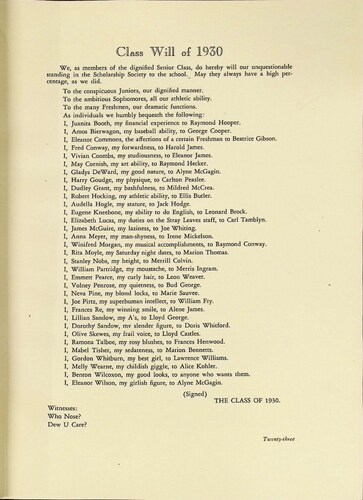 Class Will of 1930
We, as members of the dignified Senior Class, do hereby will our unquestionable
standing in the Scholarship Society to the school. May they always have a high per-
centage, as we did.
To the conspicuous Juniors, our dignified manner.
To the ambitious Sophomores, all our athletic ability.
To the many Freshmen, our dramatic functions.
As individuals we humbly bequeath the following:
I, Juanita Booth, my financial experience to Raymond Hooper.
I, Amos Bierwagon, my baseball ability, to George Cooper.
I, Eleanor Commons, the affections of a certain Freshman to Beatrice Gibson.
I, Fred Conway, my forwardness, to Harold James.
I, Vivian Coombs, my studiousness, to Eleanor James.
I, May Cornish, my art ability, to Raymond Hecker.
I, Gladys DeWard, my good nature, to Alyne McGagin.
I, Harry Goudge, my physique, to Carlton Peaslee.
I, Dudley Grant, my bashfulness, to Mildred McCrea.
I, Robert Hocking, my athletic ability, to Ellis Butler.
I, Audella Hogle, my stature, to Jack Hodge.
I, Eugene Kneebone, my ability to du English, to Leonard Brock.
I, Elizabeth Lucas, my duties on the Stray Leaves staff, to Carl Tamblyn.
I, James McGuire, my laziness, to Joe Whiting.
I, Anna Meyer, my man-shyness, to Irene Mickelson.
I, Winifred Morgan, my musical accomplishments, to Raymond Conway.
I, Rita Moyle, my Saturday night dates, to Marion Thomas.
I, Stanley Nobs, my height, to Merrill Colvin.
I, William Partridge, my moustache, to Merris Ingram.
I, Emmett Pearce, my curly hair, to Leon Weaver.
I, Volney Penrose, my quietness, to Bud George.
I, Neva Pine, my blond locks, to Marie Sauvee.
I, Joe Pirtz, my superhuman intellect, to William Fry.
I, Frances Re, my winning smile, to Alene James.
I, Lillian Sandow, my A's, to Lloyd George.
I, Dorothy Sandow, my slender figure, to Doris Whitford.
I, Olive Skewes, my frail voice, to Lloyd Castles.
I, Ramona Talboo, my rosy blushes, to Frances Henwood.
I, Mabel Tisher, my sedateness, to Marion Bennetts.
I, Gordon Whitburn, my best girl, to Lawrence Williams.
I, Melly Wearne, my childish giggle, to Alice Kohler.
I, Benton Wilcoxon, my good looks, to anyone who wants them.
I, Eleanor Wilson, my girlish figure, to Alyne McGagin.
(Signed)
THE CLASS OF 1930.
Witnesses:
Who Nose?
Dew U Care?
Twenty-three